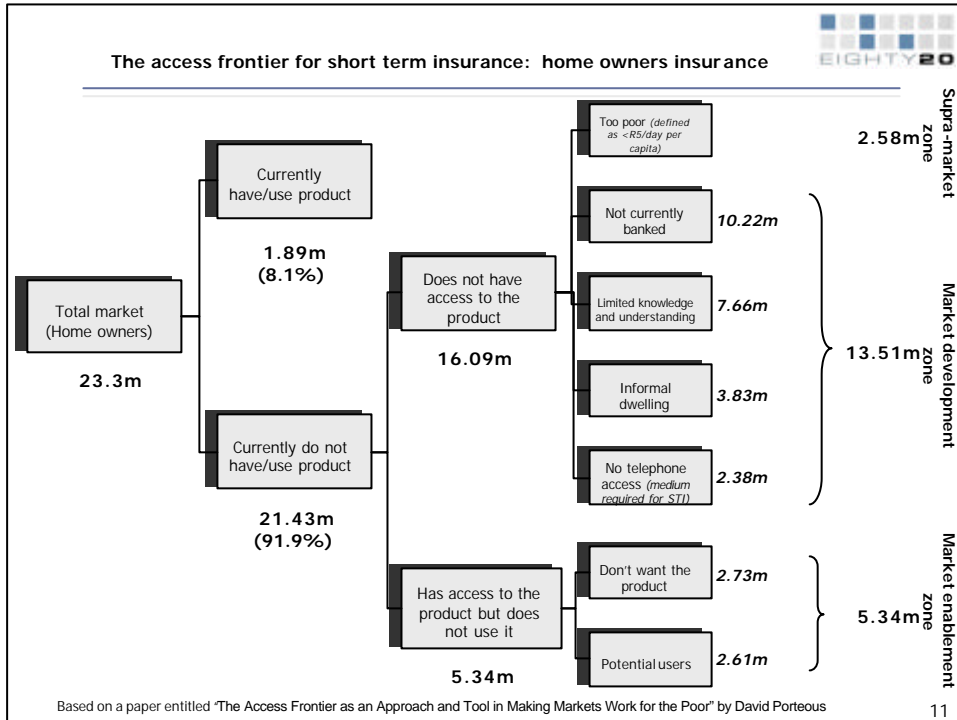 The access frontier for short term insurance: home owners insurance
EIGHTY20
Total market
(Home owners)
23.3m
Currently
have/use product
1.89m
(8.1%)
Currently do not
have/use product
21.43m
(91.9%)
Does not have
access to the
product
16.09m
Has access to the
product but does
not use it
5.34m
Too poor (defined
as <R5/day per
capita)
Not currently
banked
10.22m
Limited knowledge
and understanding
7.66m
Informal
dwelling
3.83m
No telephone
access (medium
required for STI)
2.38m
Don't want the
product
2.73m
Potential users
2.61m
2.58m
Supra-market
zone
13.51m
Market development
zone
5.34m
Market enablement
zone
Based on a paper entitled "The Access Frontier as an Approach and Tool in Making Markets Work for the Poor" by David Porteous
11